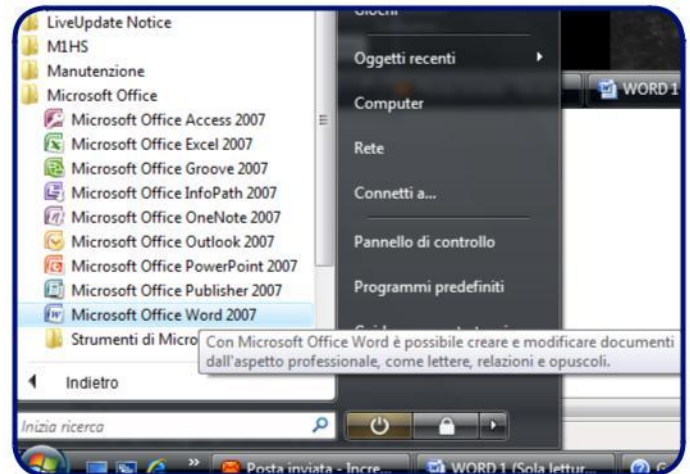 LiveUpdate Notice
M1HS
Manutenzione
Microsoft Office
Microsoft Office Access 2007
Microsoft Office Excel 2007
Microsoft Office Groove 2007
Microsoft Office InfoPath 2007
Microsoft Office OneNote 2007
Microsoft Office Outlook 2007
Microsoft Office PowerPoint 2007
Microsoft Office Publisher 2007
Microsoft Office Word 2007
Strumenti di Micro
Indietro
Inizia ricerca
Giochi
Oggetti recenti
Computer
Rete
Connetti a...
Pannello di controllo
Programmi predefiniti
Con Microsoft Office Word è possibile creare e modificare documenti
dall'aspetto professionale, come lettere, relazioni e opuscoli.
WORD 1
» Posta inviata - Incre... WORD 1 (Sola lettur...